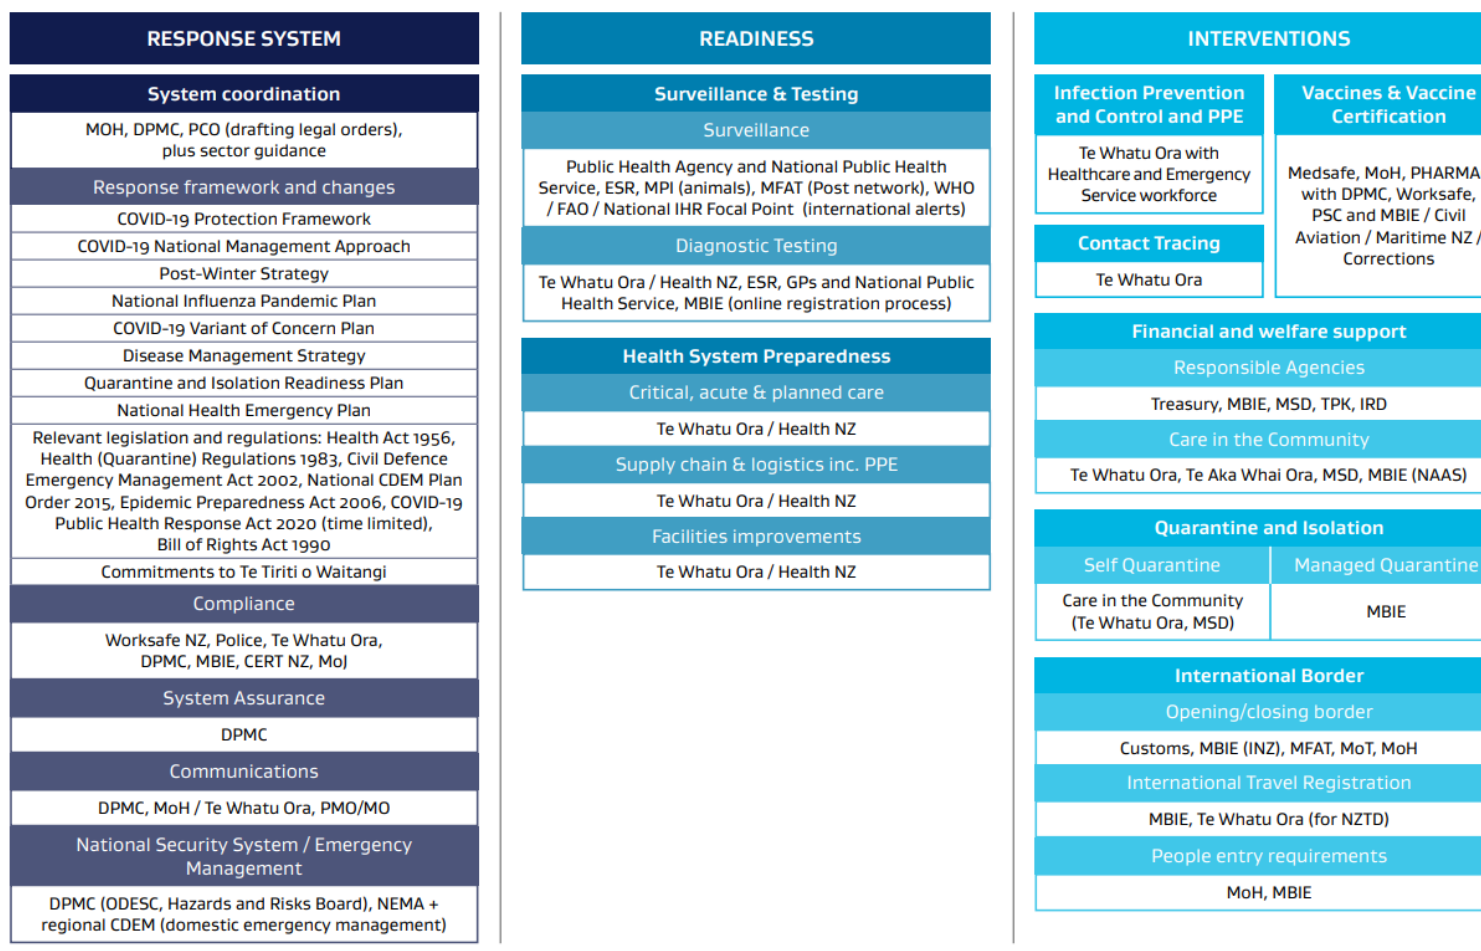 RESPONSE SYSTEM
System coordination
MOH, DPMC, PCO (drafting legal orders),
plus sector guidance
Response framework and changes
COVID-19 Protection Framework
COVID-19 National Management Approach
Post-Winter Strategy
National Influenza Pandemic Plan
COVID-19 Variant of Concern Plan
Disease Management Strategy
Quarantine and Isolation Readiness Plan
National Health Emergency Plan
Relevant legislation and regulations: Health Act 1956,
Health (Quarantine) Regulations 1983, Civil Defence
Emergency Management Act 2002, National CDEM Plan
Order 2015, Epidemic Preparedness Act 2006, COVID-19
Public Health Response Act 2020 (time limited),
Bill of Rights Act 1990
Commitments to Te Tiriti o Waitangi
Compliance
Worksafe NZ, Police, Te Whatu Ora,
DPMC, MBIE, CERT NZ, MoJ
System Assurance
DPMC
Communications
DPMC, MoH / Te Whatu Ora, PMO/MO
National Security System / Emergency
Management
DPMC (ODESC, Hazards and Risks Board), NEMA +
regional CDEM (domestic emergency management)
READINESS
Surveillance & Testing
Surveillance
Public Health Agency and National Public Health
Service, ESR, MPI (animals), MFAT (Post network), WHO
/ FAO / National IHR Focal Point (international alerts)
Diagnostic Testing
Te Whatu Ora / Health NZ, ESR, GPs and National Public
Health Service, MBIE (online registration process)
Health System Preparedness
Critical, acute & planned care
Te Whatu Ora / Health NZ
Supply chain & logistics inc. PPE
Te Whatu Ora / Health NZ
Facilities improvements
Te Whatu Ora / Health NZ
INTERVENTIONS
Infection Prevention
and Control and PPE
Te Whatu Ora with
Healthcare and Emergency
Service workforce
Contact Tracing
Te Whatu Ora
Vaccines & Vaccine
Certification
Medsafe, MoH, PHARMA
with DPMC, Worksafe,
PSC and MBIE / Civil
Aviation / Maritime NZ /
Corrections
Financial and welfare support
Responsible Agencies
Treasury, MBIE, MSD, TPK, IRD
Care in the Community
Te Whatu Ora, Te Aka Whai Ora, MSD, MBIE (NAAS)
Quarantine and Isolation
Self Quarantine
Care in the Community
(Te Whatu Ora, MSD)
Managed Quarantine
MBIE
International Border
Opening/closing border
Customs, MBIE (INZ), MFAT, MoT, MoH
International Travel Registration
MBIE, Te Whatu Ora (for NZTD)
People entry requirements
MoH, MBIE